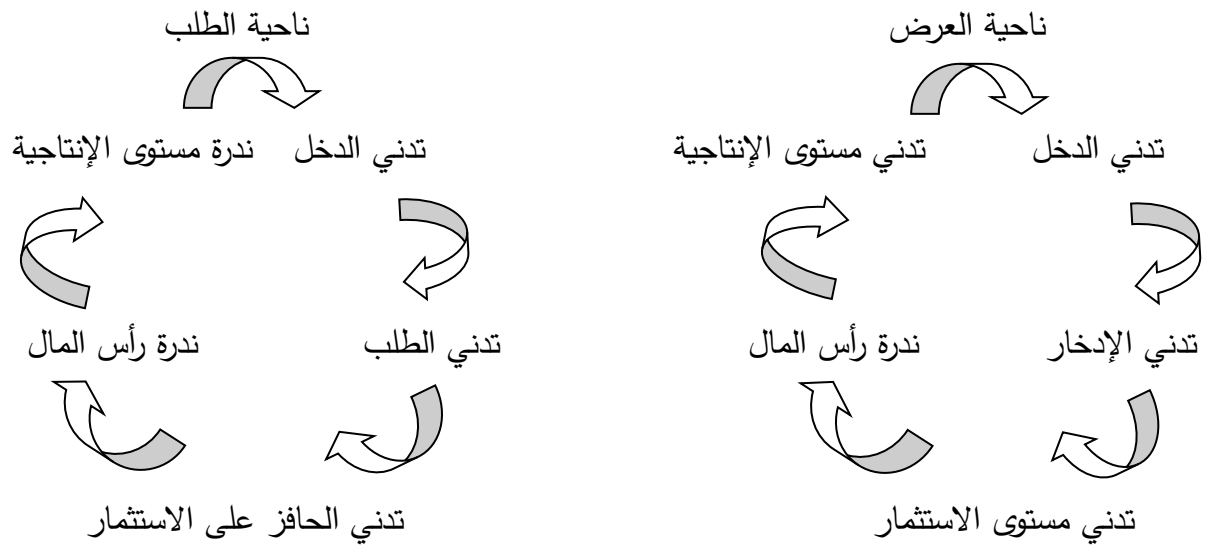 ناحية العرض
ناحية الطلب
تدني الدخل
تدني مستوى الإنتاجية
تدني الدخل
ندرة مستوى الإنتاجية
تدني الإدخار
ندرة رأس المال
تدني الطلب
ندرة رأس المال
تدني مستوى الاستثمار
تدني الحافز على الاستثمار